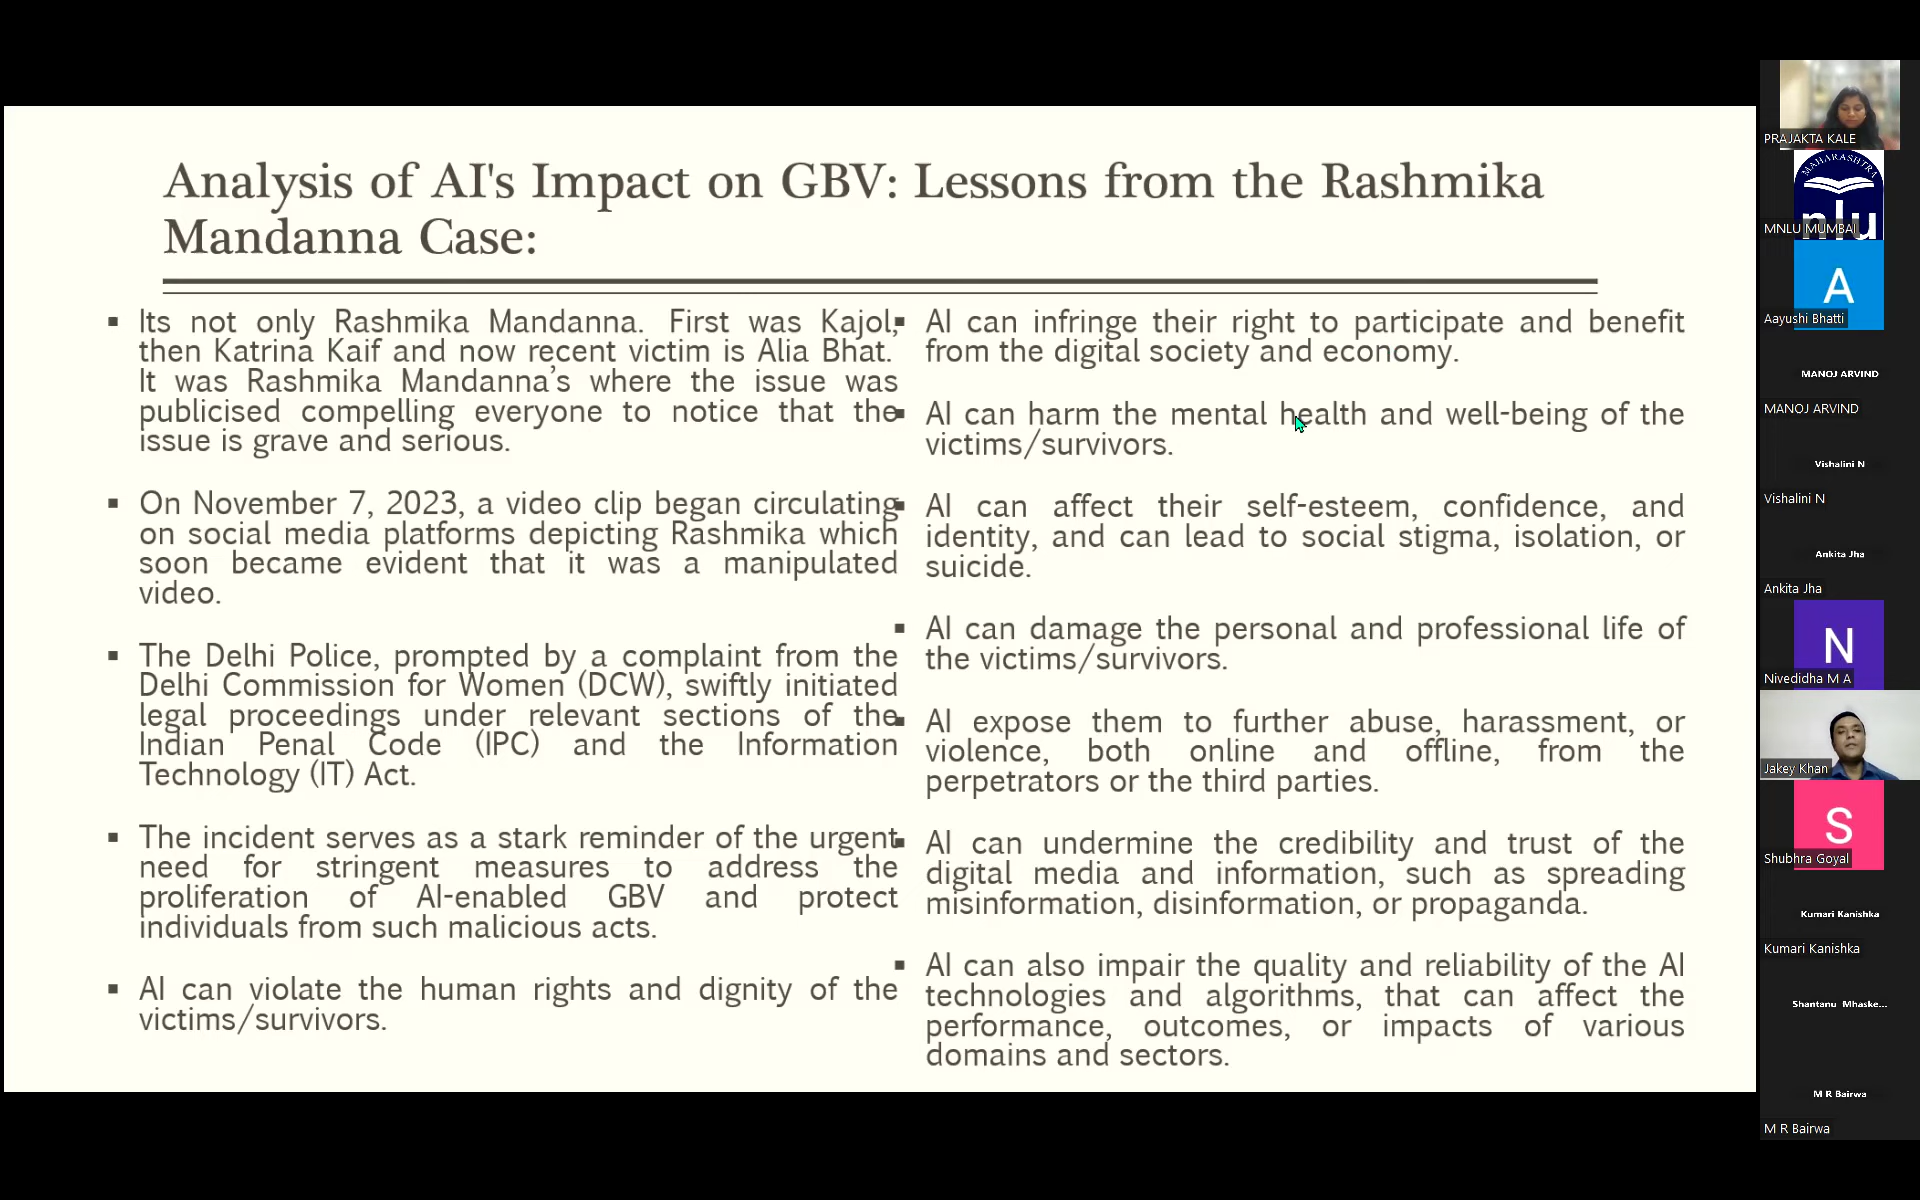 Analysis of AI's Impact on GBV: Lessons from the Rashmika
Mandanna Case:
▪ Its not only Rashmika Mandanna. First was Kajol,
then Katrina Kaif and now recent victim is Alia Bhat.
It was Rashmika Mandanna’s where the issue was
publicised compelling everyone to notice that the
issue is grave and serious.
▪ On November 7, 2023, a video clip began circulating
on social media platforms depicting Rashmika which
soon became evident that it was a manipulated
video.
▪ The Delhi Police, prompted by a complaint from the
Delhi Commission for Women (DCW), swiftly initiated
legal proceedings under relevant sections of the
Indian Penal Code (IPC) and the Information
Technology (IT) Act.
▪ The incident serves as a stark reminder of the urgent
need for stringent measures to address the
proliferation of AI-enabled GBV and protect
individuals from such malicious acts.
▪ AI can violate the human rights and dignity of the
victims/survivors.
▪ AI can infringe their right to participate and benefit
from the digital society and economy.
▪ AI can harm the mental health and well-being of the
victims/survivors.
▪ AI can affect their self-esteem, confidence, and
identity, and can lead to social stigma, isolation, or
suicide.
▪ AI can damage the personal and professional life of
the victims/survivors.
▪ AI expose them to further abuse, harassment, or
violence, both online and offline, from the
perpetrators or the third parties.
▪ AI can undermine the credibility and trust of the
digital media and information, such as spreading
misinformation, disinformation, or propaganda.
▪ AI can also impair the quality and reliability of the AI
technologies and algorithms, that can affect the
performance, outcomes, or impacts of various
domains and sectors.
PRAJAKTA KALE
MAHARASHTRA
nlu
MNLU MUMBAI
A
Aayushi Bhatti
MANOJ ARVIND
MANOJ ARVIND
Vishalini N
Vishalini N
Ankita Jha
Ankita Jha
N
Nivedidha M A
Jakey Khan
S
Shubhra Goyal
Kumari Kanishka
Kumari Kanishka
Shantanu Mhaske...
M R Bairwa
M R Bairwa